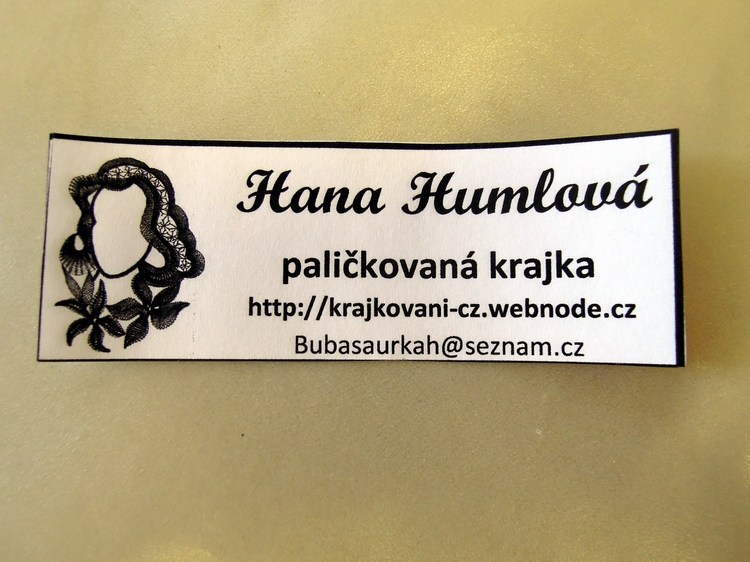 Hana Humlová
paličkovaná krajka
http://krajkovani-cz.webnode.cz
Bubasaurkah@seznam.cz